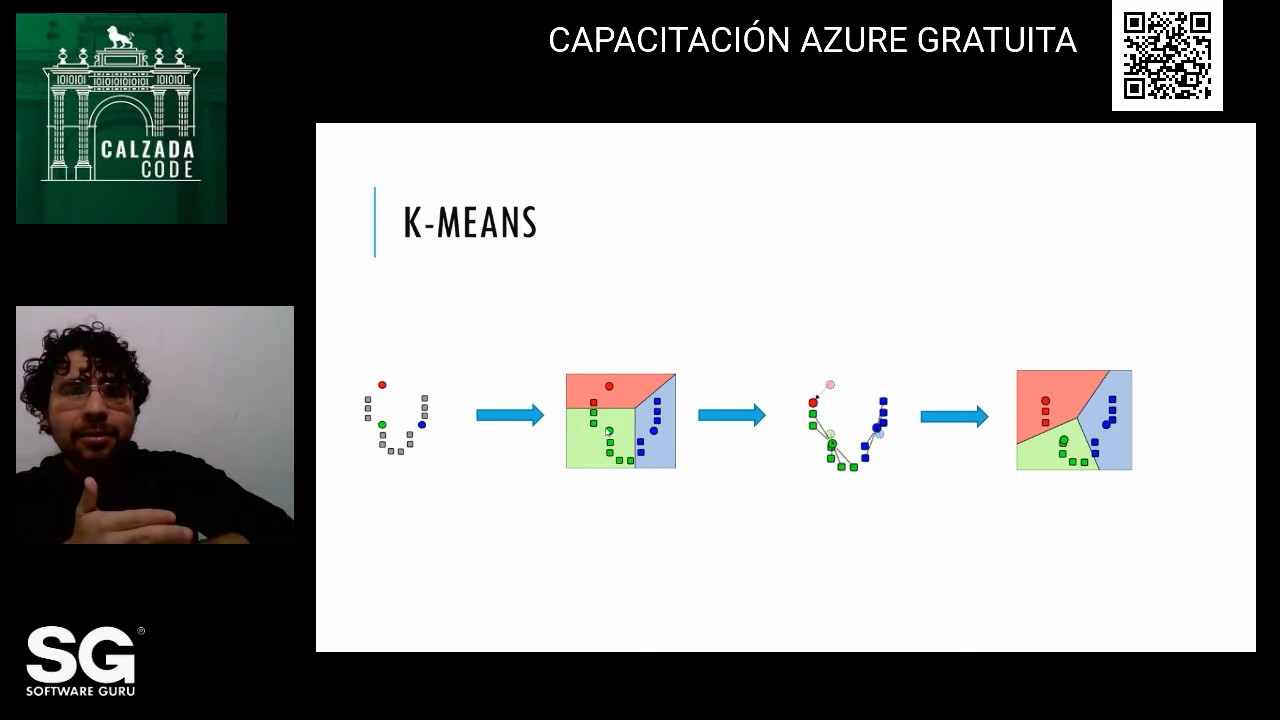 CAPACITACIÓN AZURE GRATUITA
CALZADA
CODE
K-MEANS
SG®
SOFTWARE GURU